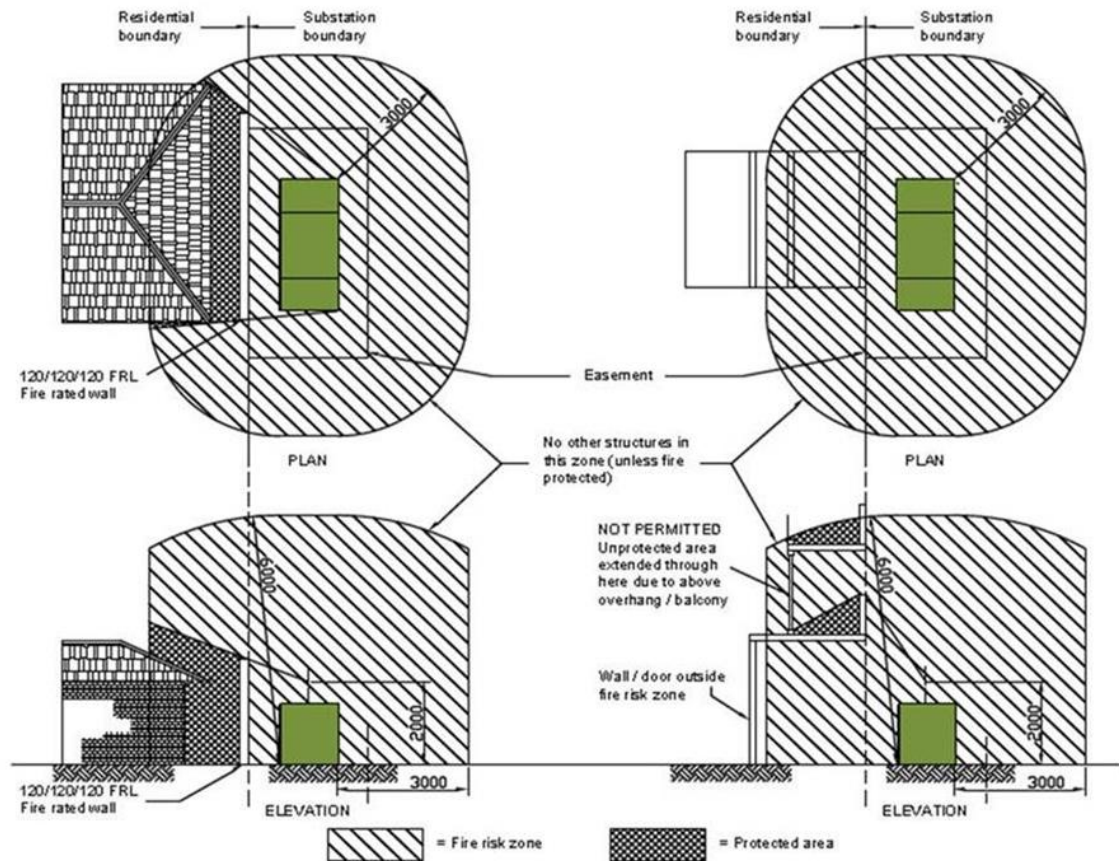 Residential
boundary
Substation
boundary
Residential
boundary
Substation
boundary
3000
3000
120/120/120 FRL
Fire rated wall
Easement
PLAN
No other structures in
this zone (unless fire
protected)
PLAN
NOT PERMITTED
Unprotected area
extended through
here due to above
overhang / balcony
6000
6000
Wall / door outside
fire risk zone
2000
2000
3000
3000
120/120/120 FRL
Fire rated wall
ELEVATION
ELEVATION
= Fire risk zone
= Protected area